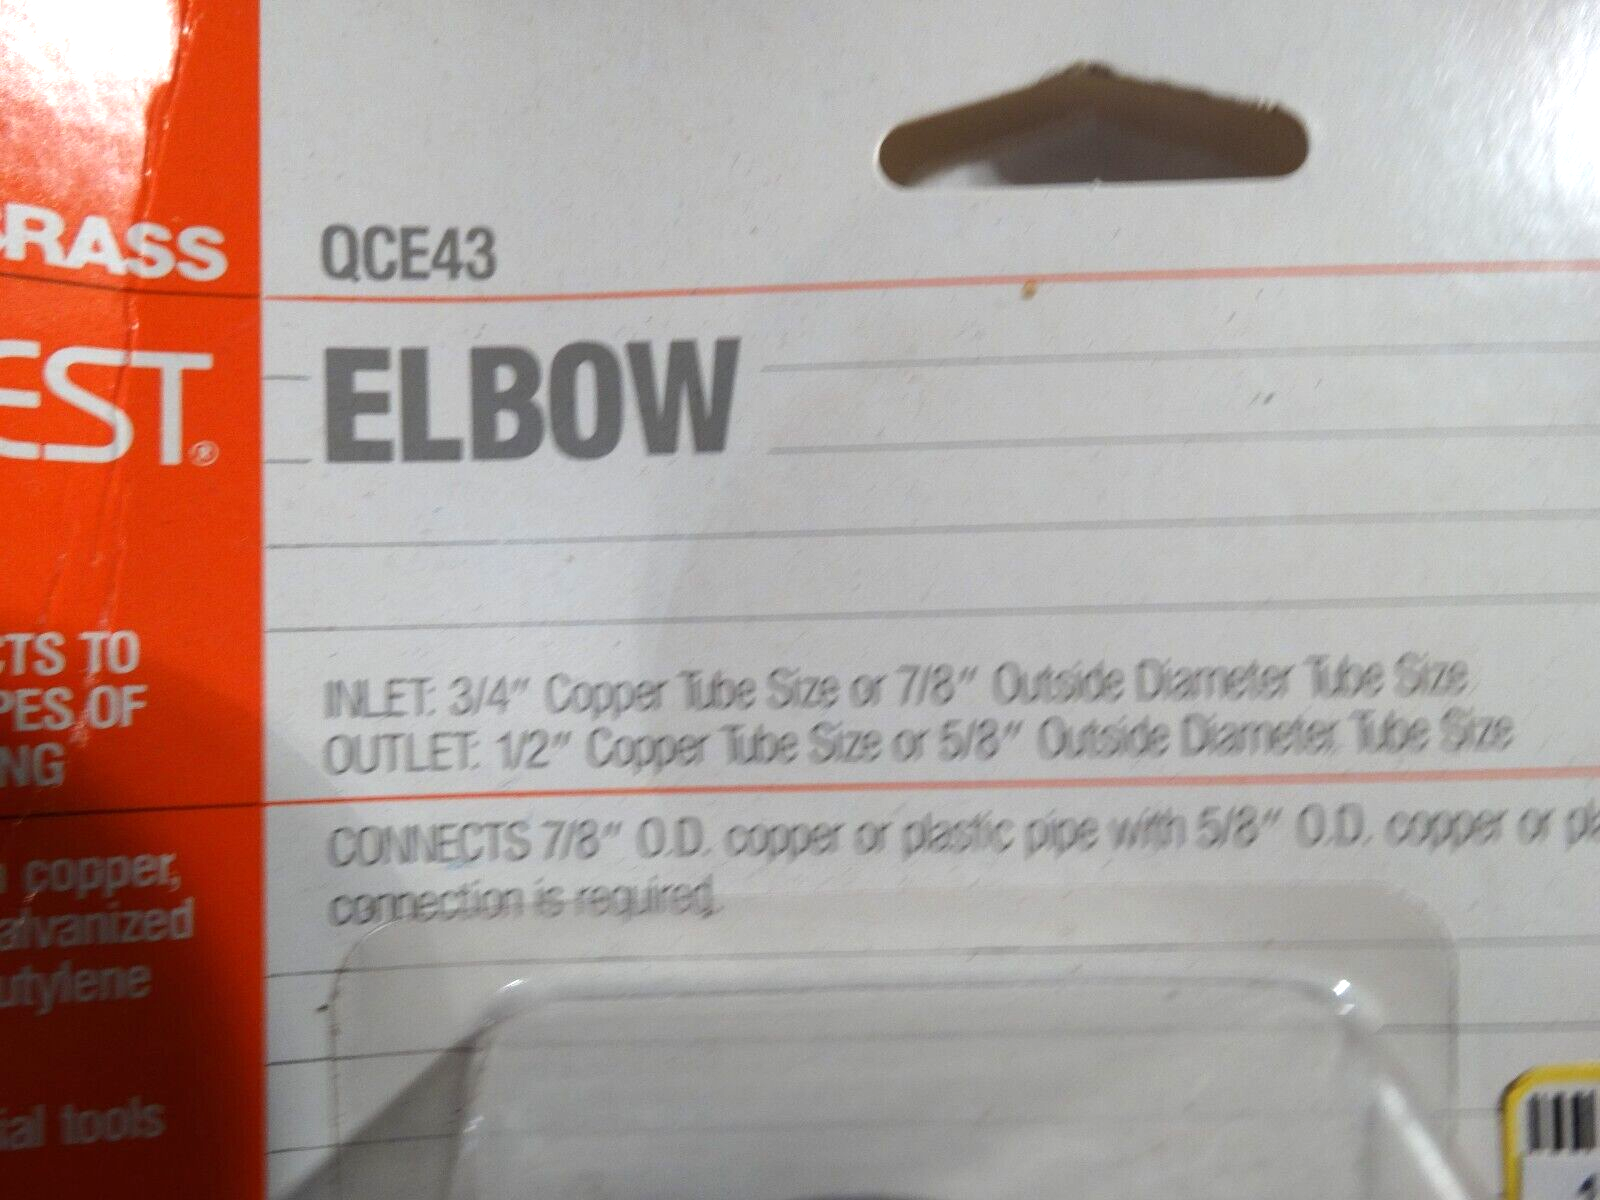 BRASS
EST®
CTS TO
PES OF
NG
copper,
alvanized
utylene
ial tools
QCE43
ELBOW
INLET: 3/4" Copper Tube Size or 7/8" Outside Diameter Tube Size
OUTLET: 1/2" Copper Tube Size or 5/8" Outside Diameter Tube Size
CONNECTS 7/8" O.D. copper or plastic pipe with 5/8" O.D. copper or pla
connection is required.